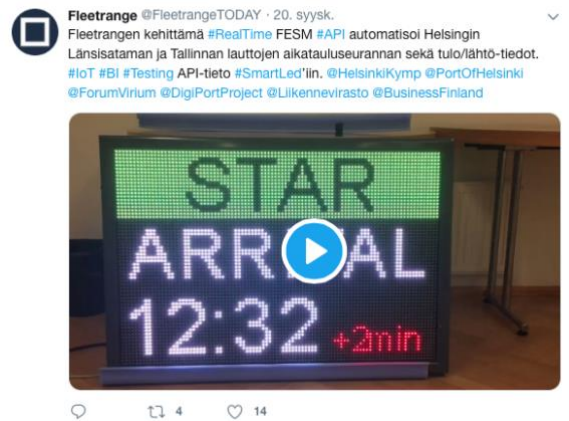 Fleetrange @FleetrangeTODAY · 20. syysk.
Fleetrangen kehittämä #RealTime FESM #API automatisoi Helsingin
Länsisataman ja Tallinnan lauttojen aikatauluseurannan sekä tulo/lähtö-tiedot.
#IoT #BI #Testing API-tieto #SmartLed'iin. @HelsinkiKymp @PortOfHelsinki
@ForumVirium @DigiPortProject @Liikennevirasto @BusinessFinland
STAR
ARRIVAL
12:32 +2min
4 14